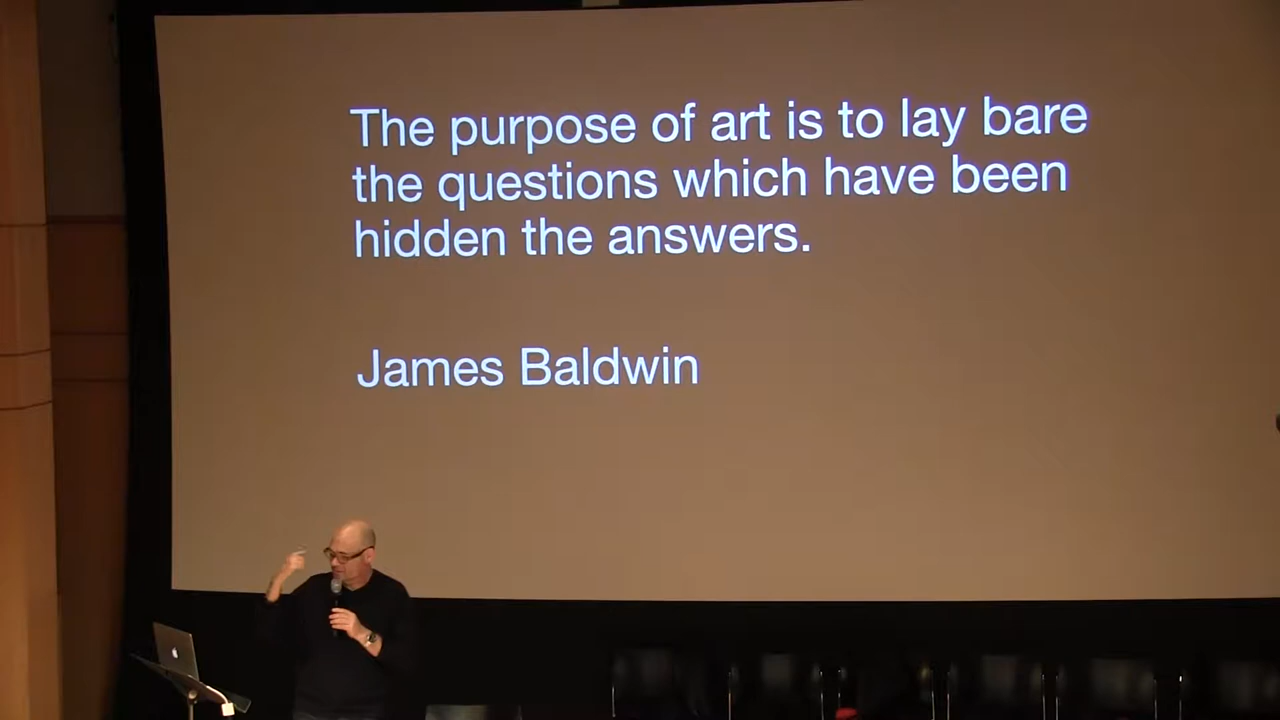 The purpose of art is to lay bare
the questions which have been
hidden the answers.
James Baldwin